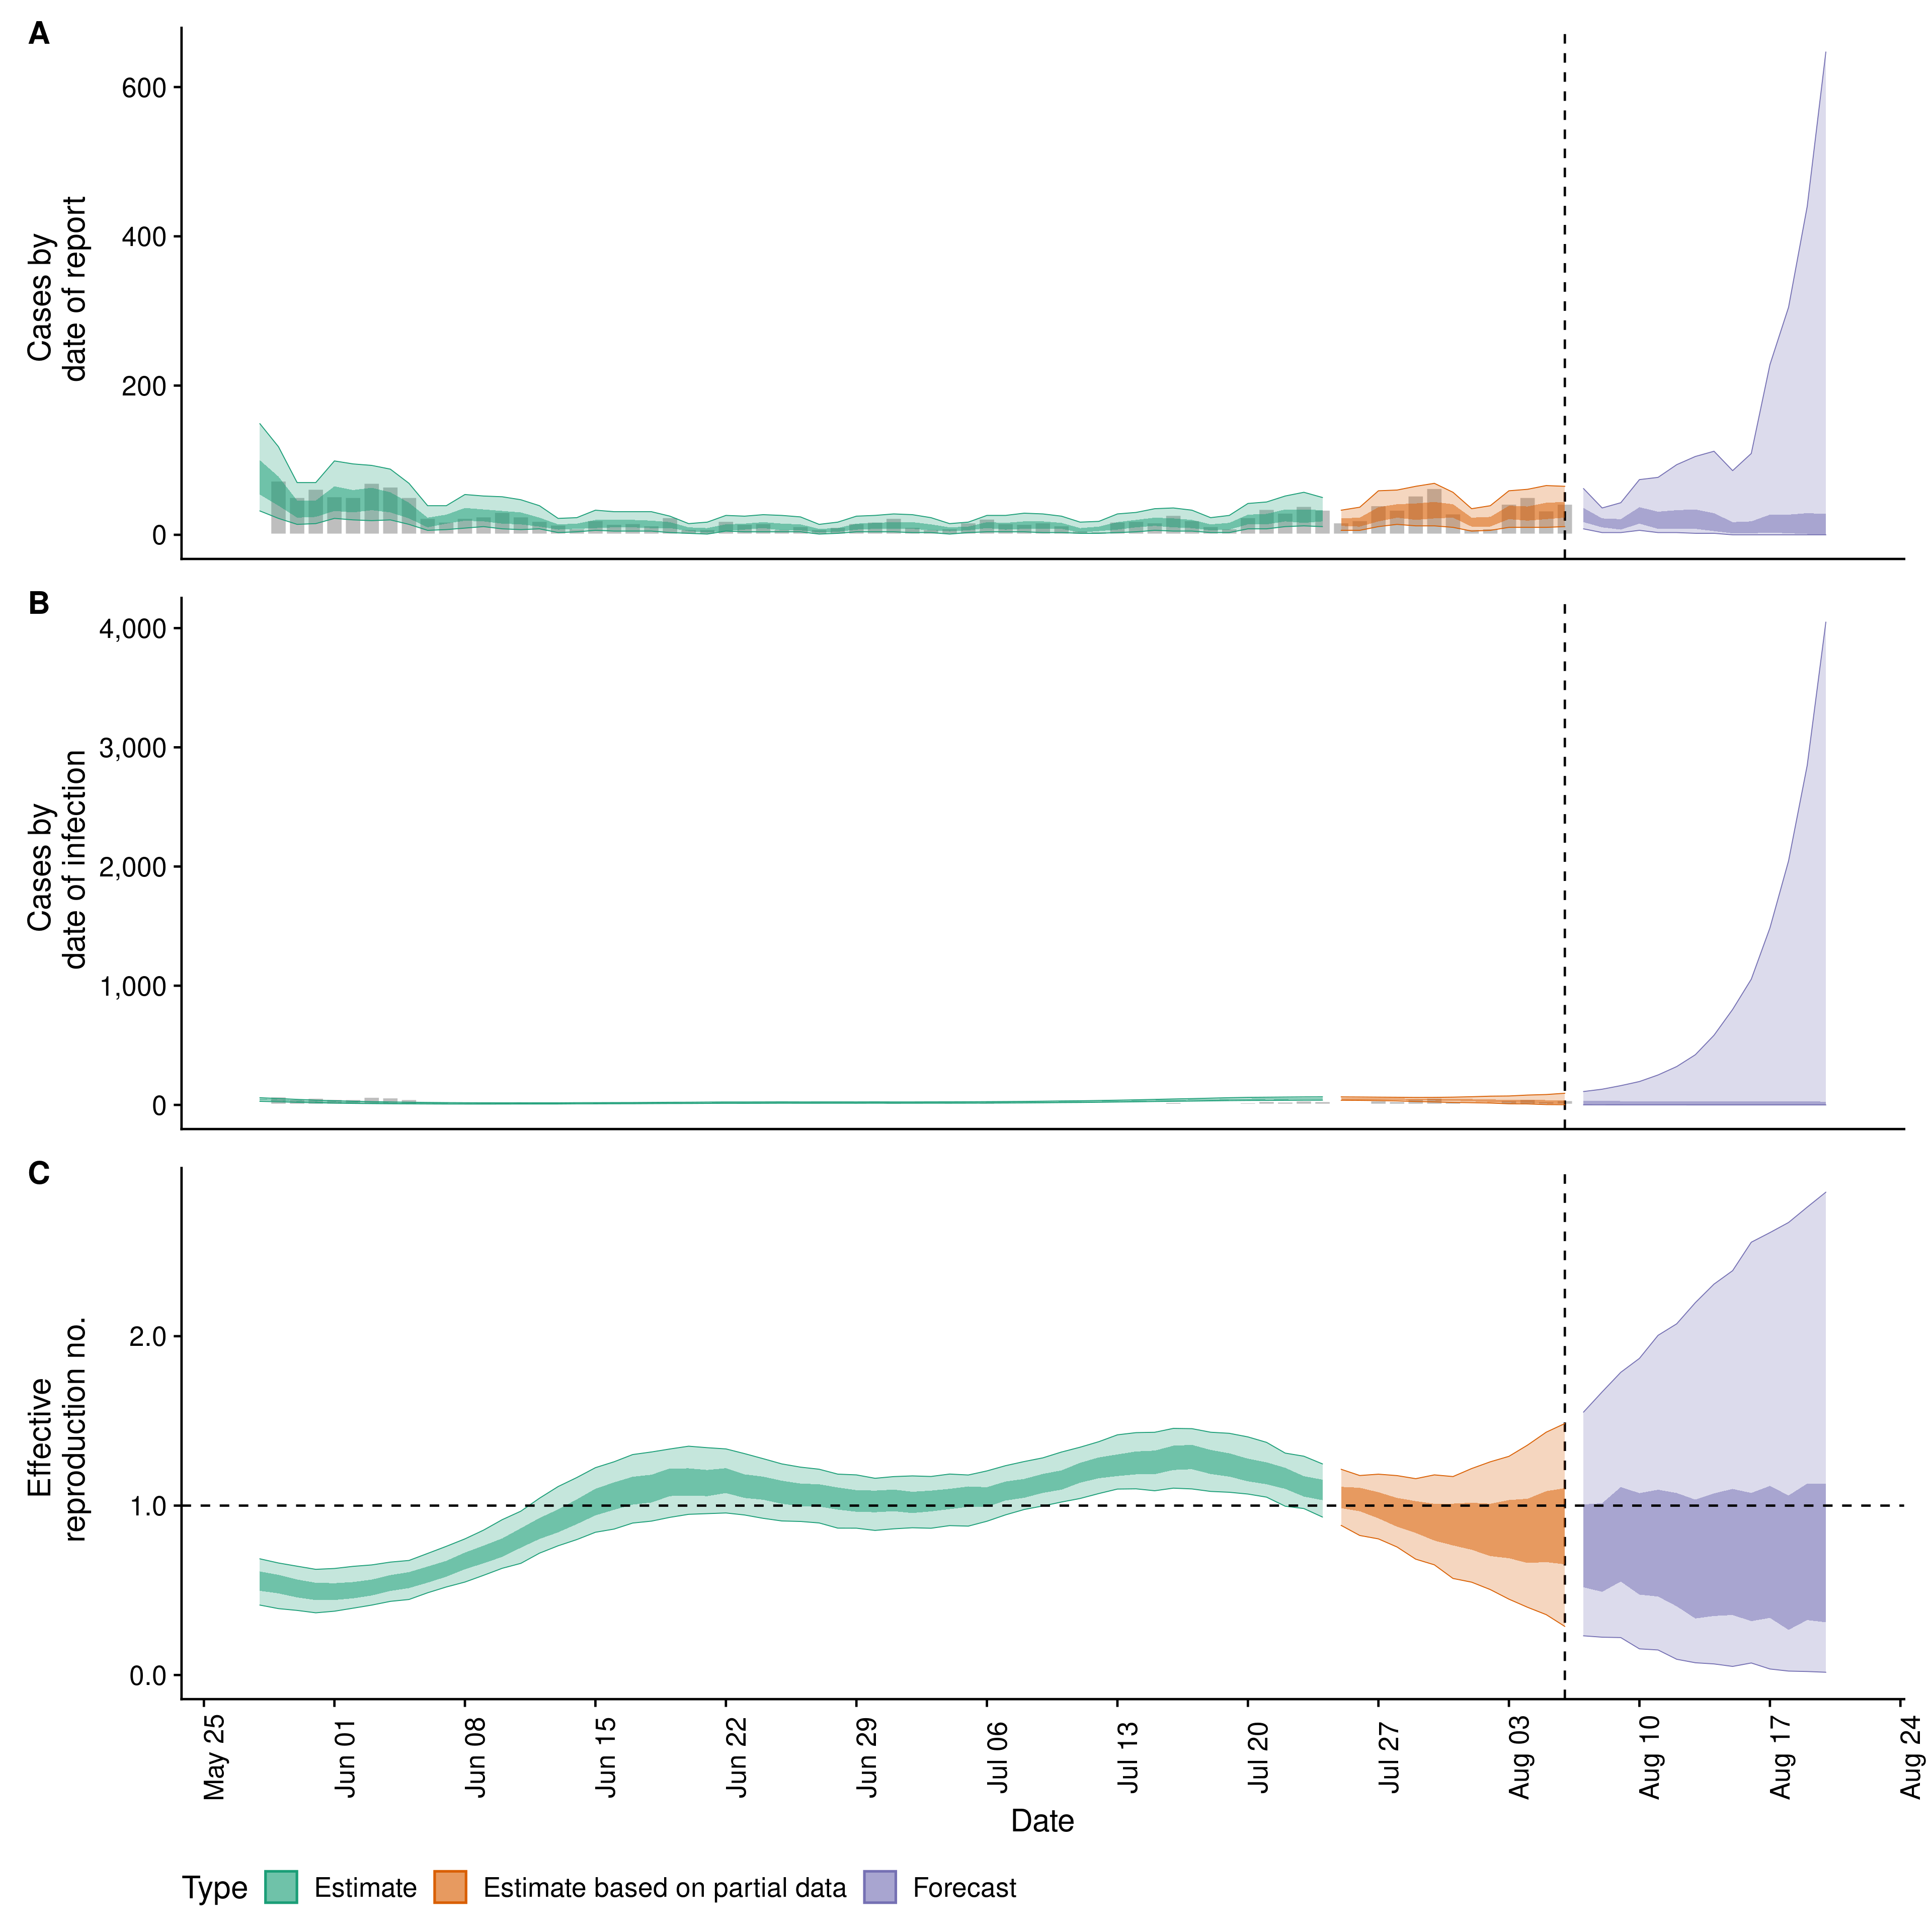 A
Cases by
date of report
600
400
200
0
B
Cases by
date of infection
4,000
3,000
2,000
1,000
0
C
Effective
reproduction no.
2.0
1.0
0.0
May 25
Jun 01
Jun 08
Jun 15
Jun 22
Jun 29
Jul 06
Jul 13
Jul 20
Jul 27
Aug 03
Aug 10
Aug 17
Aug 24
Date
Type Estimate Estimate based on partial data Forecast